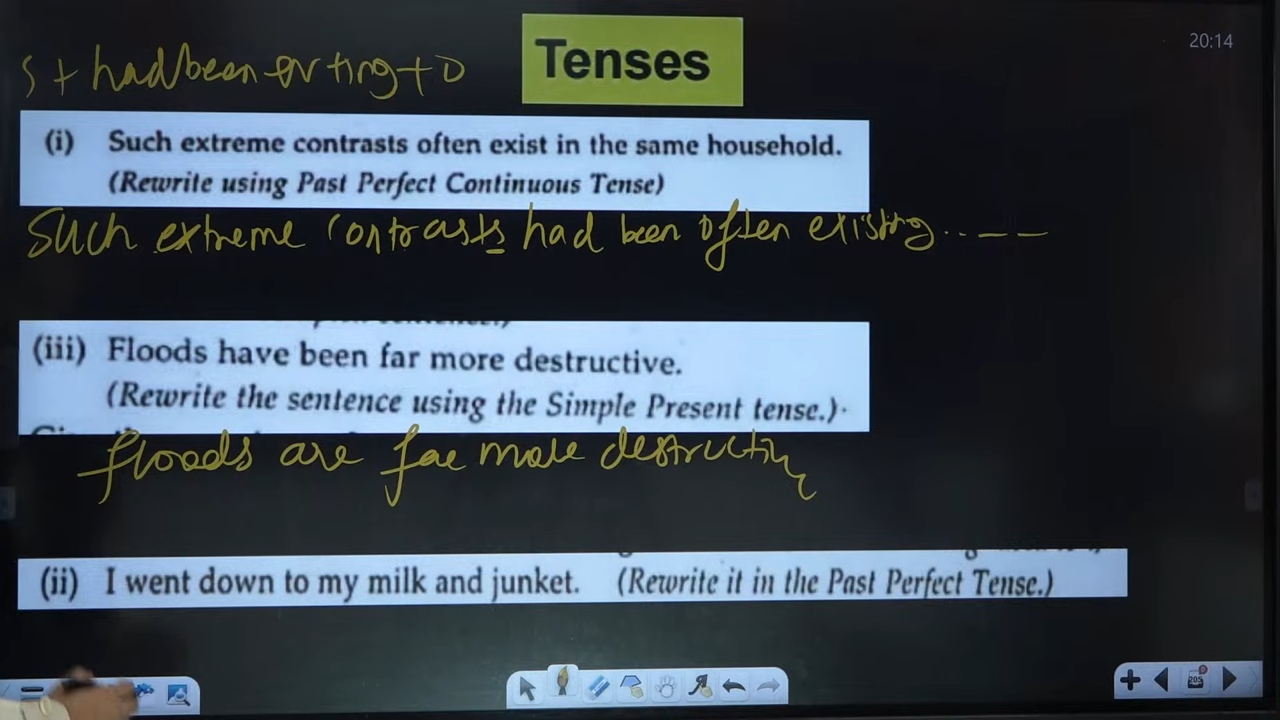 20:14
Tenses
S + had been + V + ing + O
(i) Such extreme contrasts often exist in the same household.
(Rewrite using Past Perfect Continuous Tense)
Such extreme contrasts had been often existing..---
(iii) Floods have been far more destructive.
(Rewrite the sentence using the Simple Present tense.)
floods are far more destructive
(ii) I went down to my milk and junket. (Rewrite it in the Past Perfect Tense.)